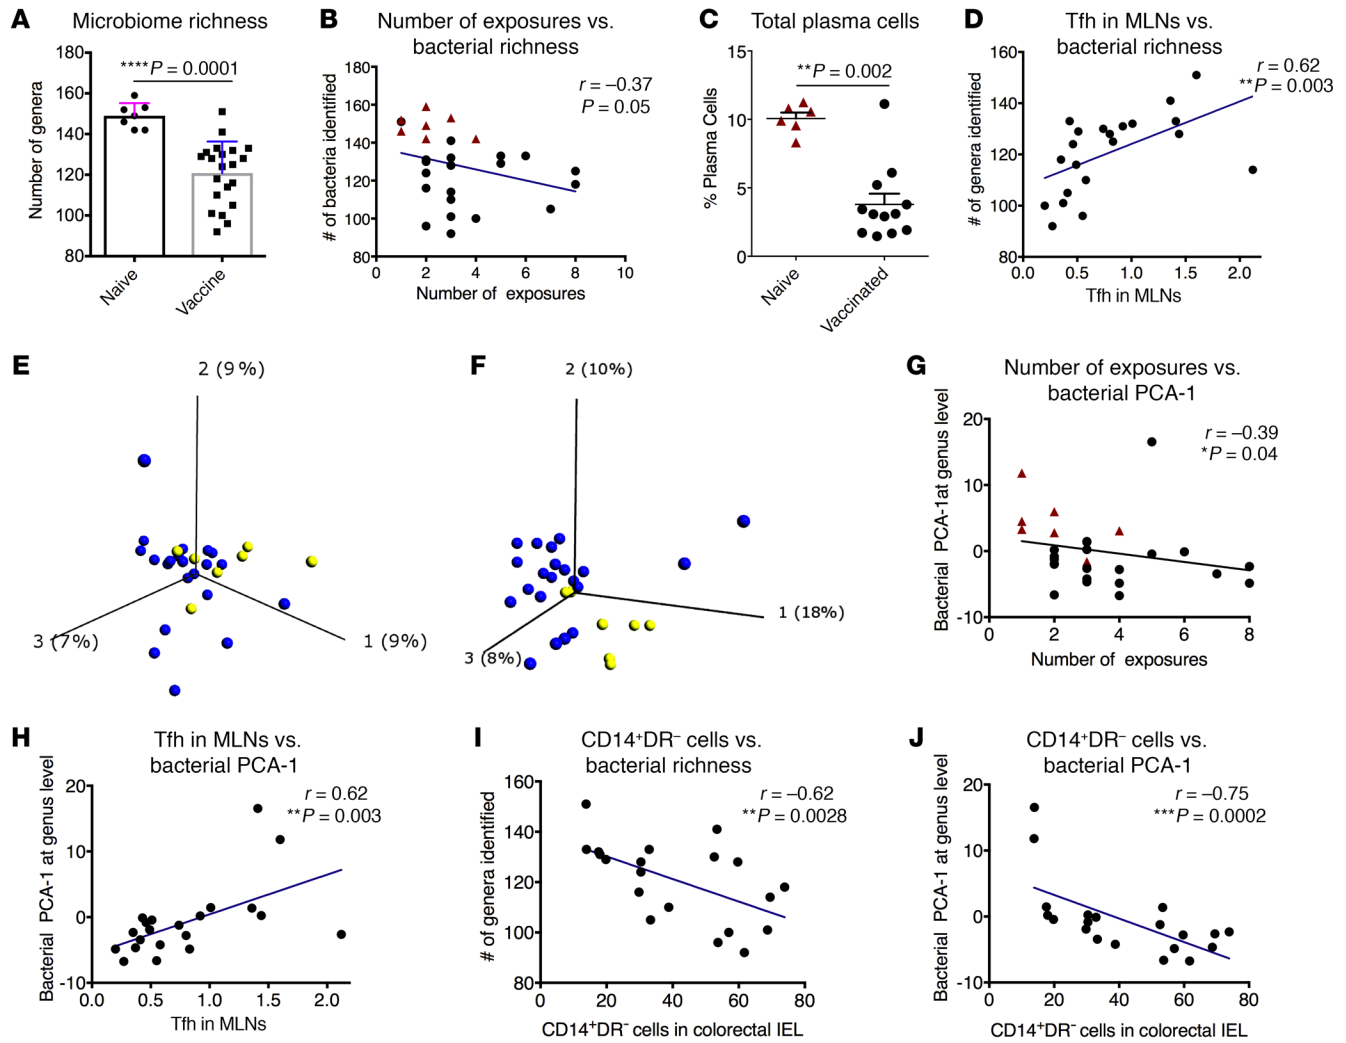 A Microbiome richness
Number of genera
180
160
140
120
100
80
****P = 0.0001
Naive
Vaccine
B Number of exposures vs.
bacterial richness
# of bacteria identified
180
160
140
120
100
80
r = –0.37
P = 0.05
0 2 4 6 8 10
Number of exposures
C Total plasma cells
% Plasma Cells
15
10
5
0
**P = 0.002
Naive
Vaccinated
D Tfh in MLNs vs.
bacterial richness
# of genera identified
160
140
120
100
80
r = 0.62
**P = 0.003
0.0 0.5 1.0 1.5 2.0
Tfh in MLNs
E
2 (9%)
3 (7%)
1 (9%)
F
2 (10%)
1 (18%)
3 (8%)
G Number of exposures vs.
bacterial PCA-1
Bacterial PCA-1at genus level
20
10
0
-10
r = –0.39
*P = 0.04
0 2 4 6 8
Number of exposures
H Tfh in MLNs vs.
bacterial PCA-1
Bacterial PCA-1 at genus level
20
10
0
-10
r = 0.62
**P = 0.003
0.0 0.5 1.0 1.5 2.0
Tfh in MLNs
I CD14⁺DR⁻ cells vs.
bacterial richness
# of genera identified
160
140
120
100
80
r = –0.62
**P = 0.0028
0 20 40 60 80
CD14⁺DR⁻ cells in colorectal IEL
J CD14⁺DR⁻ cells vs.
bacterial PCA-1
Bacterial PCA-1 at genus level
20
10
0
-10
r = –0.75
***P = 0.0002
0 20 40 60 80
CD14⁺DR⁻ cells in colorectal IEL